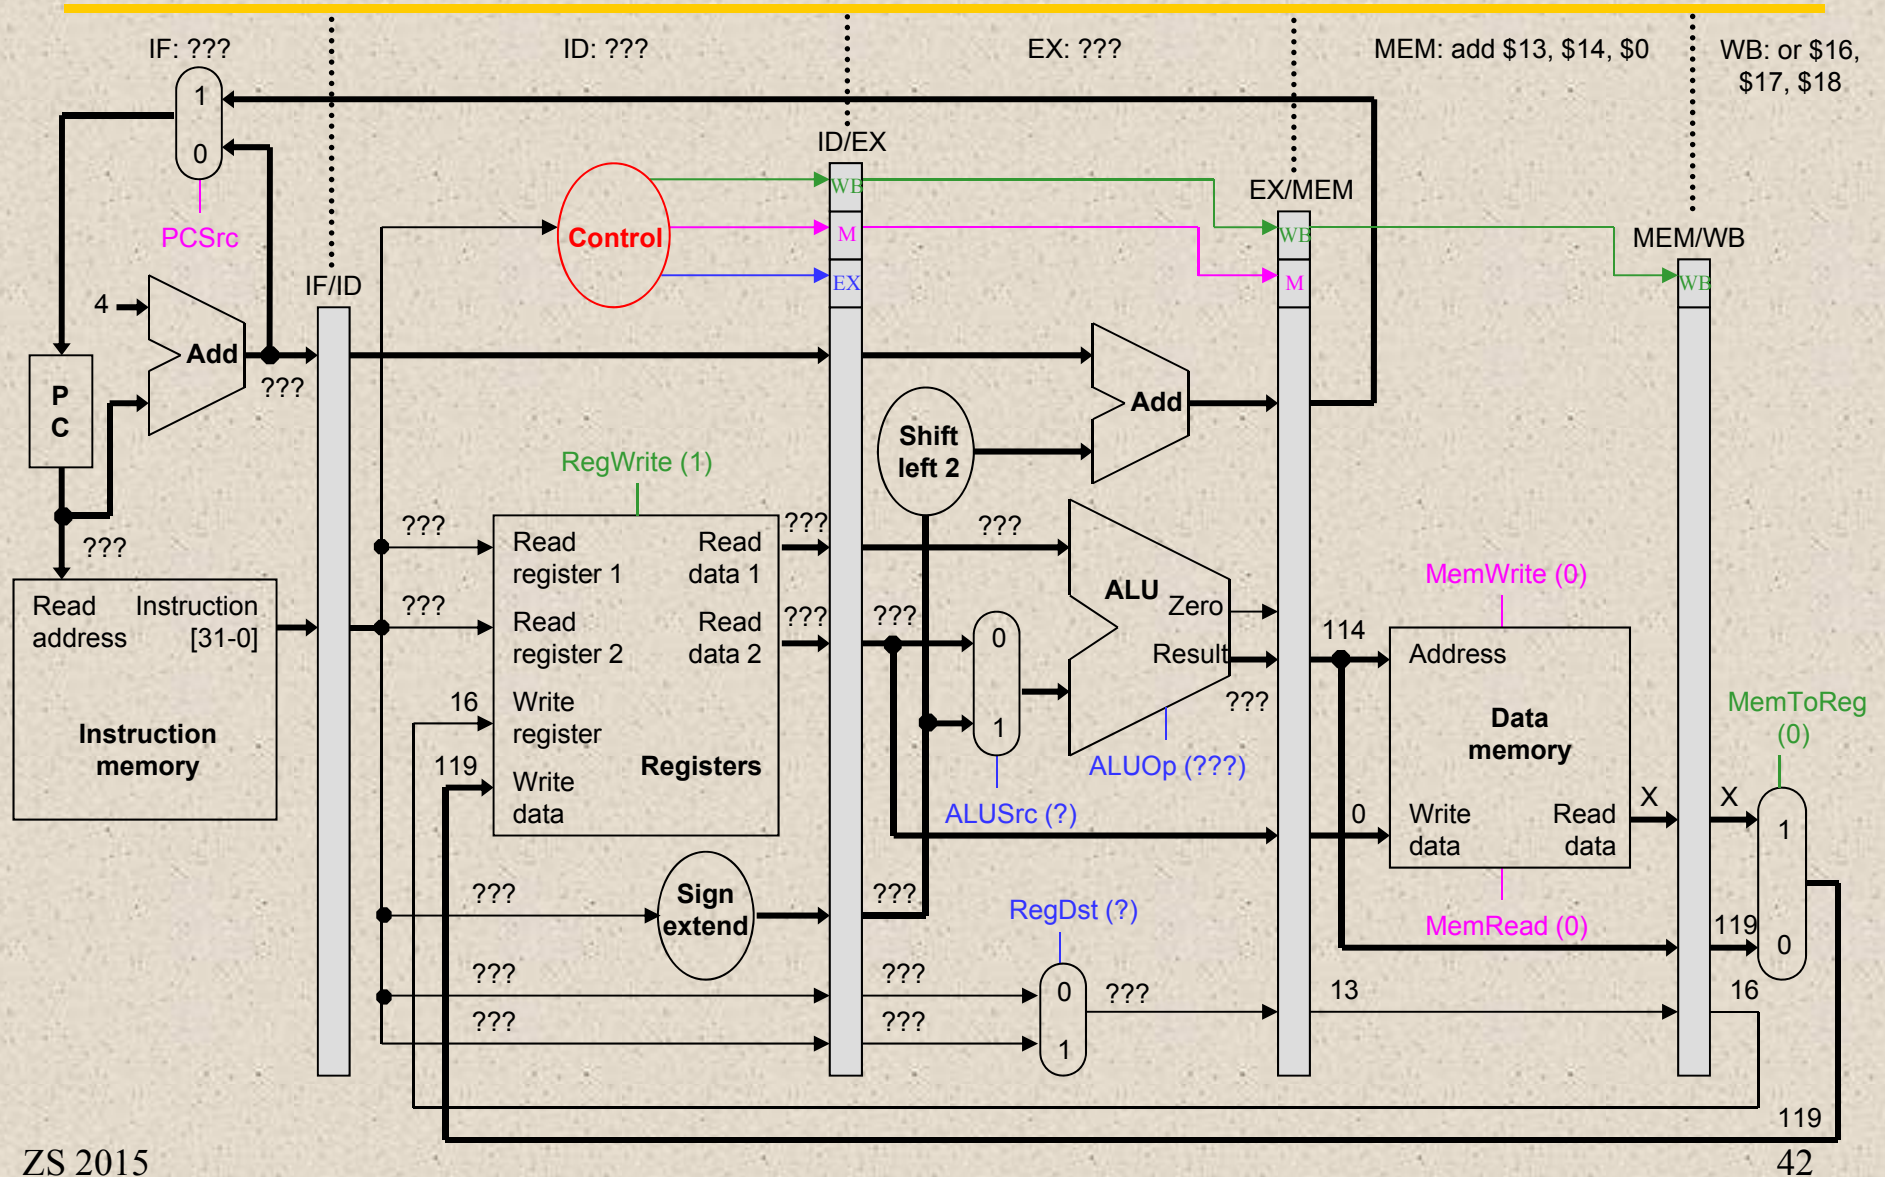 IF: ???
ID: ???
EX: ???
MEM: add $13, $14, $0
WB: or $16,
$17, $18
1
0
PCSrc
ID/EX
WB
M
EX
Control
EX/MEM
WB
M
MEM/WB
WB
IF/ID
4
Add
???
P
C
???
Add
Shift
left 2
RegWrite (1)
???
Read
register 1
Read
data 1
???
???
???
Read
register 2
Read
data 2
???
???
16
Write
register
119
Write
data
Registers
Read
address
Instruction
[31-0]
Instruction
memory
0
1
ALU
Zero
Result
???
ALUOp (???)
ALUSrc (?)
MemWrite (0)
114
Address
Data
memory
0
Write
data
Read
data
X
X
MemRead (0)
MemToReg
(0)
1
0
119
???
Sign
extend
???
RegDst (?)
???
???
0
???
13
16
???
???
1
119
ZS 2015
42